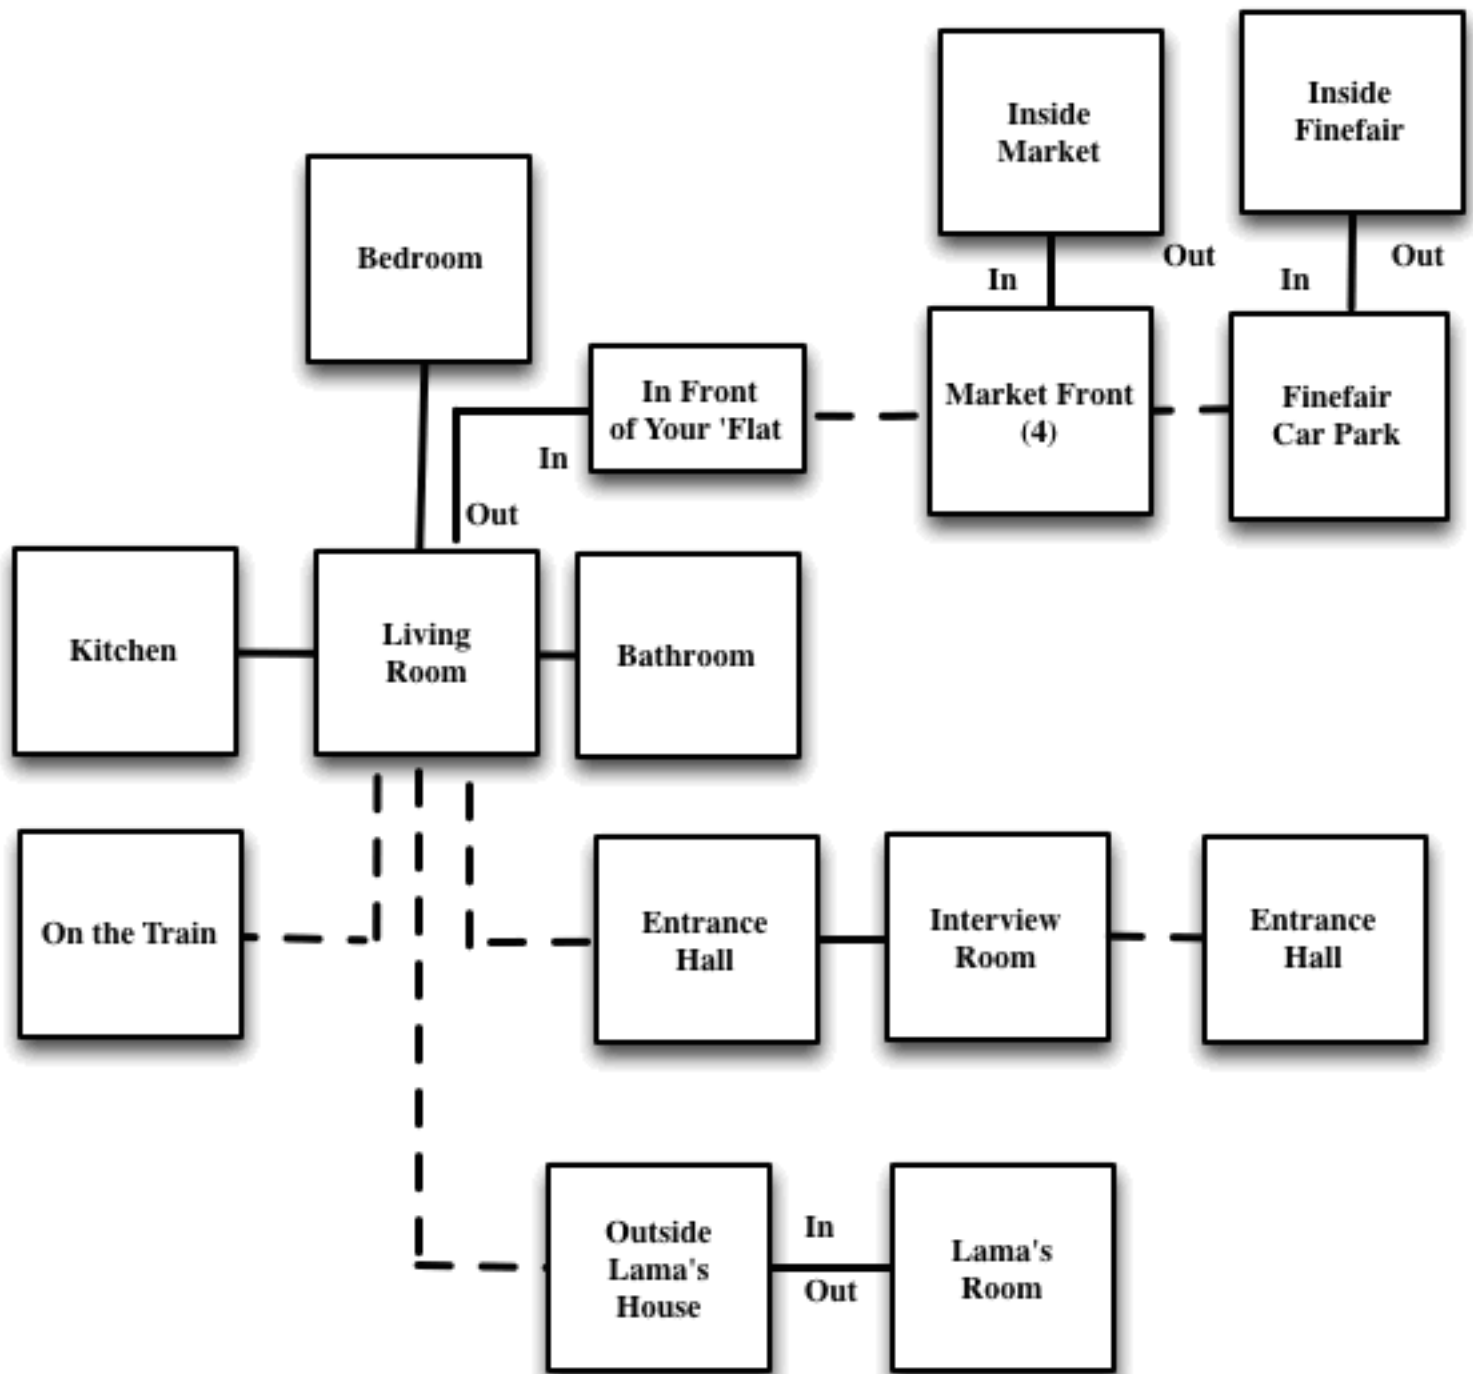 Inside
Finefair
Inside
Market
Out
Out
In
In
Bedroom
In Front
of Your 'Flat
Market Front
(4)
Finefair
Car Park
In
Out
Kitchen
Living
Room
Bathroom
On the Train
Entrance
Hall
Interview
Room
Entrance
Hall
Outside
Lama's
House
In
Out
Lama's
Room